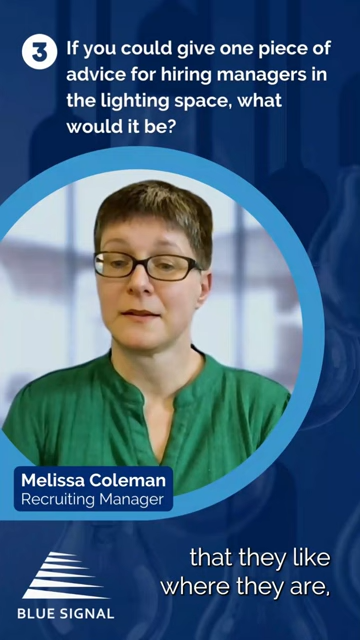 3
If you could give one piece of
advice for hiring managers in
the lighting space, what
would it be?
Melissa Coleman
Recruiting Manager
that they like
where they are,
BLUE SIGNAL